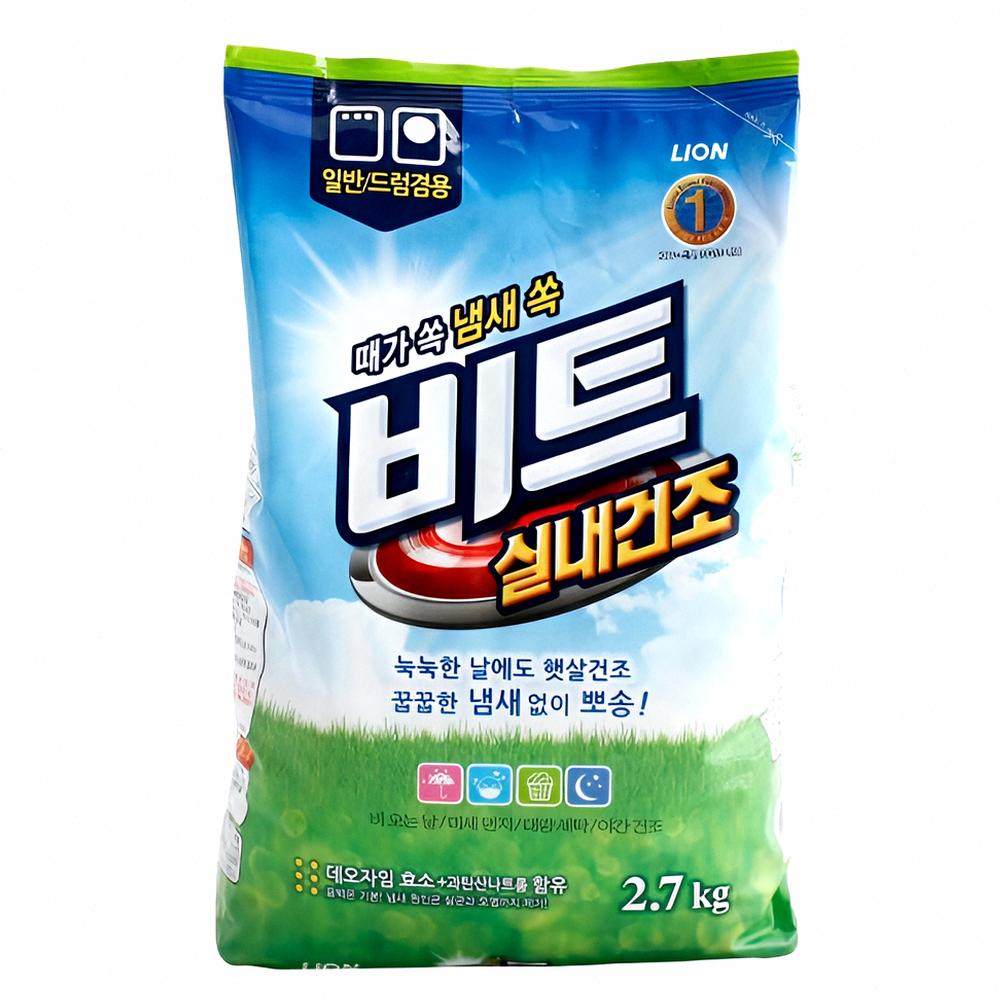 일반/드럼겸용
LION
1
때가 쏙 냄새 쏙
비트
실내건조
눅눅한 날에도 햇살건조
꿉꿉한 냄새 없이 뽀송!
비 오는 날/미세 먼지/대량 세탁/야간 건조
데오자임 효소+과탄산나트륨 함유
2.7 kg
LION